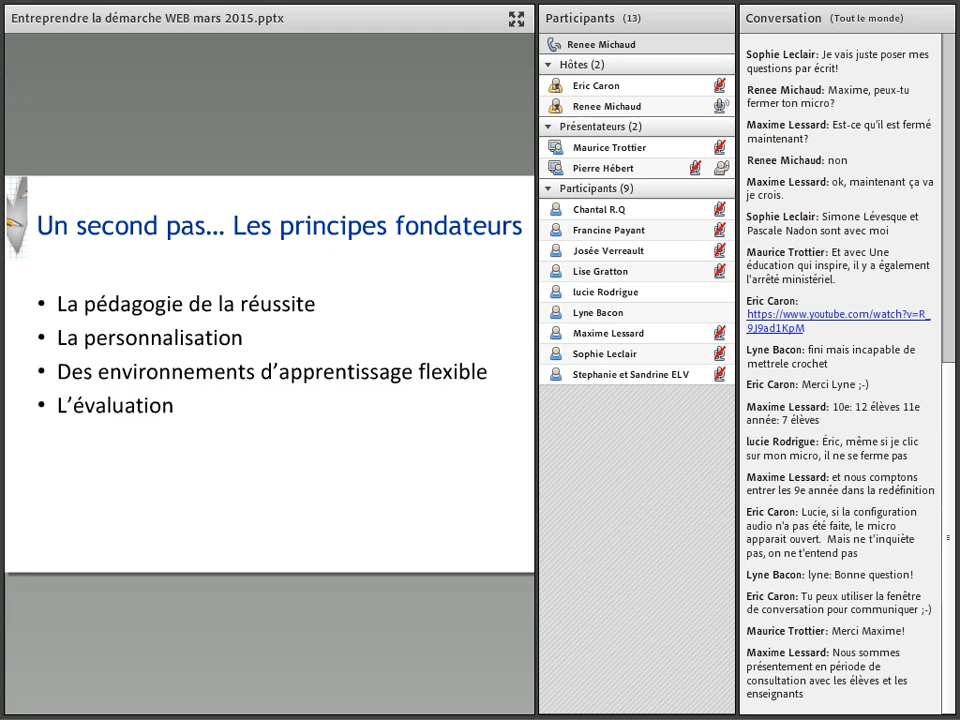 Entreprendre la démarche WEB mars 2015.pptx
Un second pas... Les principes fondateurs
• La pédagogie de la réussite
• La personnalisation
• Des environnements d'apprentissage flexible
• L'évaluation
Participants (13)
Renee Michaud
Hôtes (2)
Eric Caron
Renee Michaud
Présentateurs (2)
Maurice Trottier
Pierre Hébert
Participants (9)
Chantal R.Q
Francine Payant
Josée Verreault
Lise Gratton
lucie Rodrigue
Lyne Bacon
Maxime Lessard
Sophie Leclair
Stephanie et Sandrine ELV
Conversation (Tout le monde)
Sophie Leclair: Je vais juste poser mes
questions par écrit!
Renee Michaud: Maxime, peux-tu
fermer ton micro?
Maxime Lessard: Est-ce qu'il est fermé
maintenant?
Renee Michaud: non
Maxime Lessard: ok, maintenant ça va
je crois.
Sophie Leclair: Simone Lévesque et
Pascale Nadon sont avec moi
Maurice Trottier: Et avec Une
éducation qui inspire, il y a également
l'arrêté ministériel.
Eric Caron:
https://www.youtube.com/watch?v=R_
9J9ad1KpM
Lyne Bacon: fini mais incapable de
mettrele crochet
Eric Caron: Merci Lyne ;-)
Maxime Lessard: 10e: 12 élèves 11e
année: 7 élèves
lucie Rodrigue: Éric, même si je clic
sur mon micro, il ne se ferme pas
Maxime Lessard: et nous comptons
entrer les 9e année dans la redéfinition
Eric Caron: Lucie, si la configuration
audio n'a pas été faite, le micro
apparait ouvert. Mais ne t'inquiète
pas, on ne t'entend pas
Lyne Bacon: lyne: Bonne question!
Eric Caron: Tu peux utiliser la fenêtre
de conversation pour communiquer ;-)
Maurice Trottier: Merci Maxime!
Maxime Lessard: Nous sommes
présentement en période de
consultation avec les élèves et les
enseignants